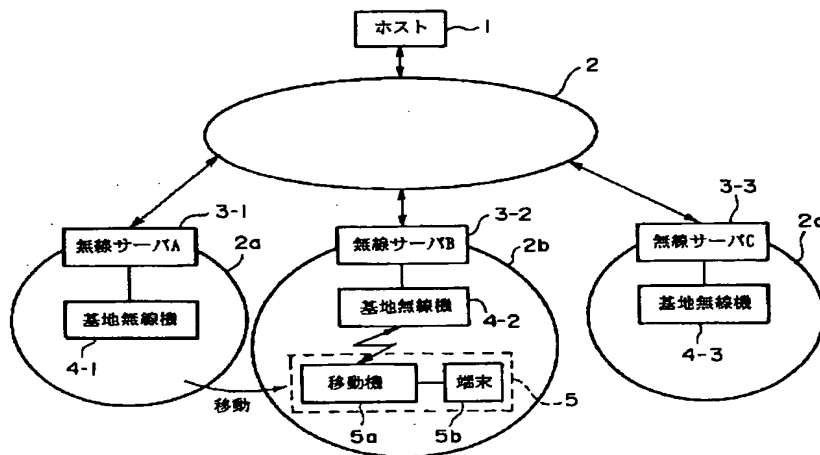 ホスト
1
2
3-1
3-2
3-3
無線サーバA
2a
無線サーバB
2b
無線サーバC
2c
基地無線機
4-1
基地無線機
4-2
基地無線機
4-3
移動
移動機
端末
5
5a
5b